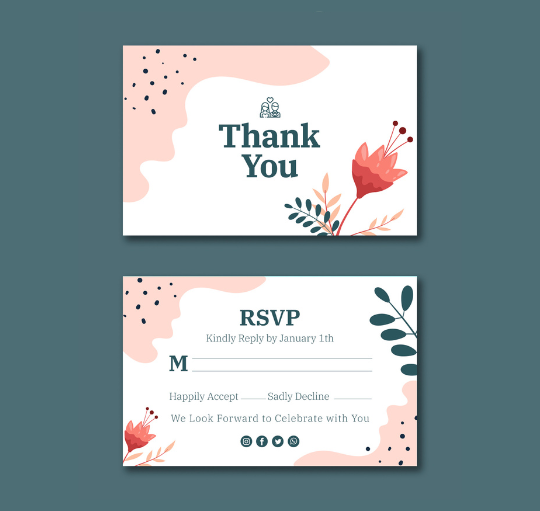 Thank
You
RSVP
Kindly Reply by January 1th
M
Happily Accept Sadly Decline
We Look Forward to Celebrate with You